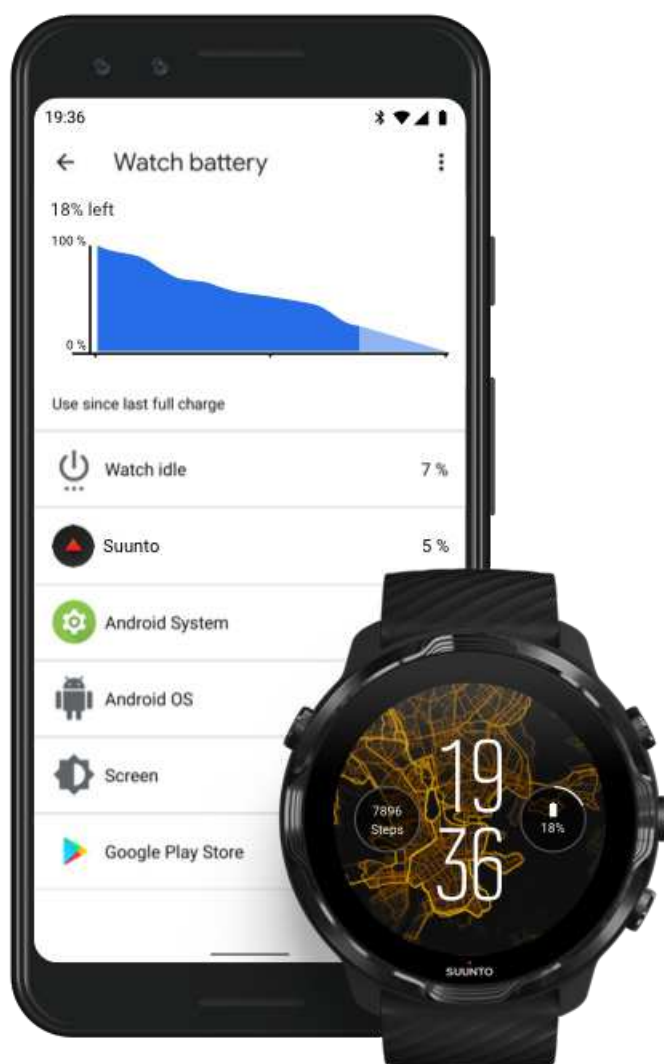 19:36
Watch battery
18% left
100 %
0 %
Use since last full charge
Watch idle 7 %
Suunto 5 %
Android System
Android OS
Screen
Google Play Store
19
36
7896
Steps
18%
SUUNTO